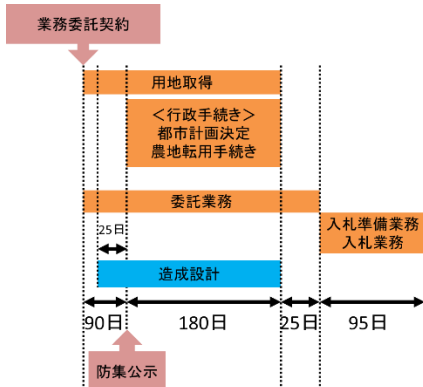 業務委託契約
用地取得
＜行政手続き＞
都市計画決定
農地転用手続き
委託業務
入札準備業務
入札業務
25日
造成設計
90日
180日
25日
95日
防集公示